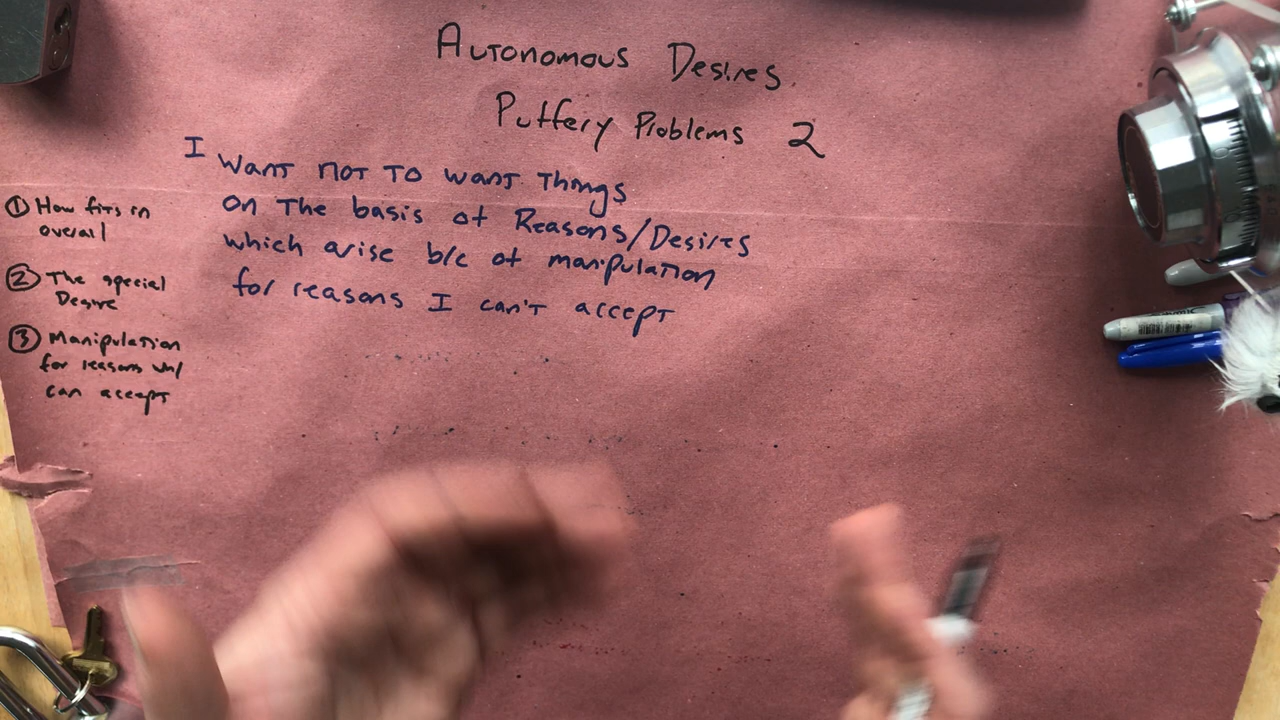 Autonomous Desires
Puffery Problems 2
I want not to want things
on the basis of Reasons/Desires
which arise b/c of manipulation
for reasons I can't accept
① How fits in
overall
② The special
Desire
③ Manipulation
for reasons w/
can accept